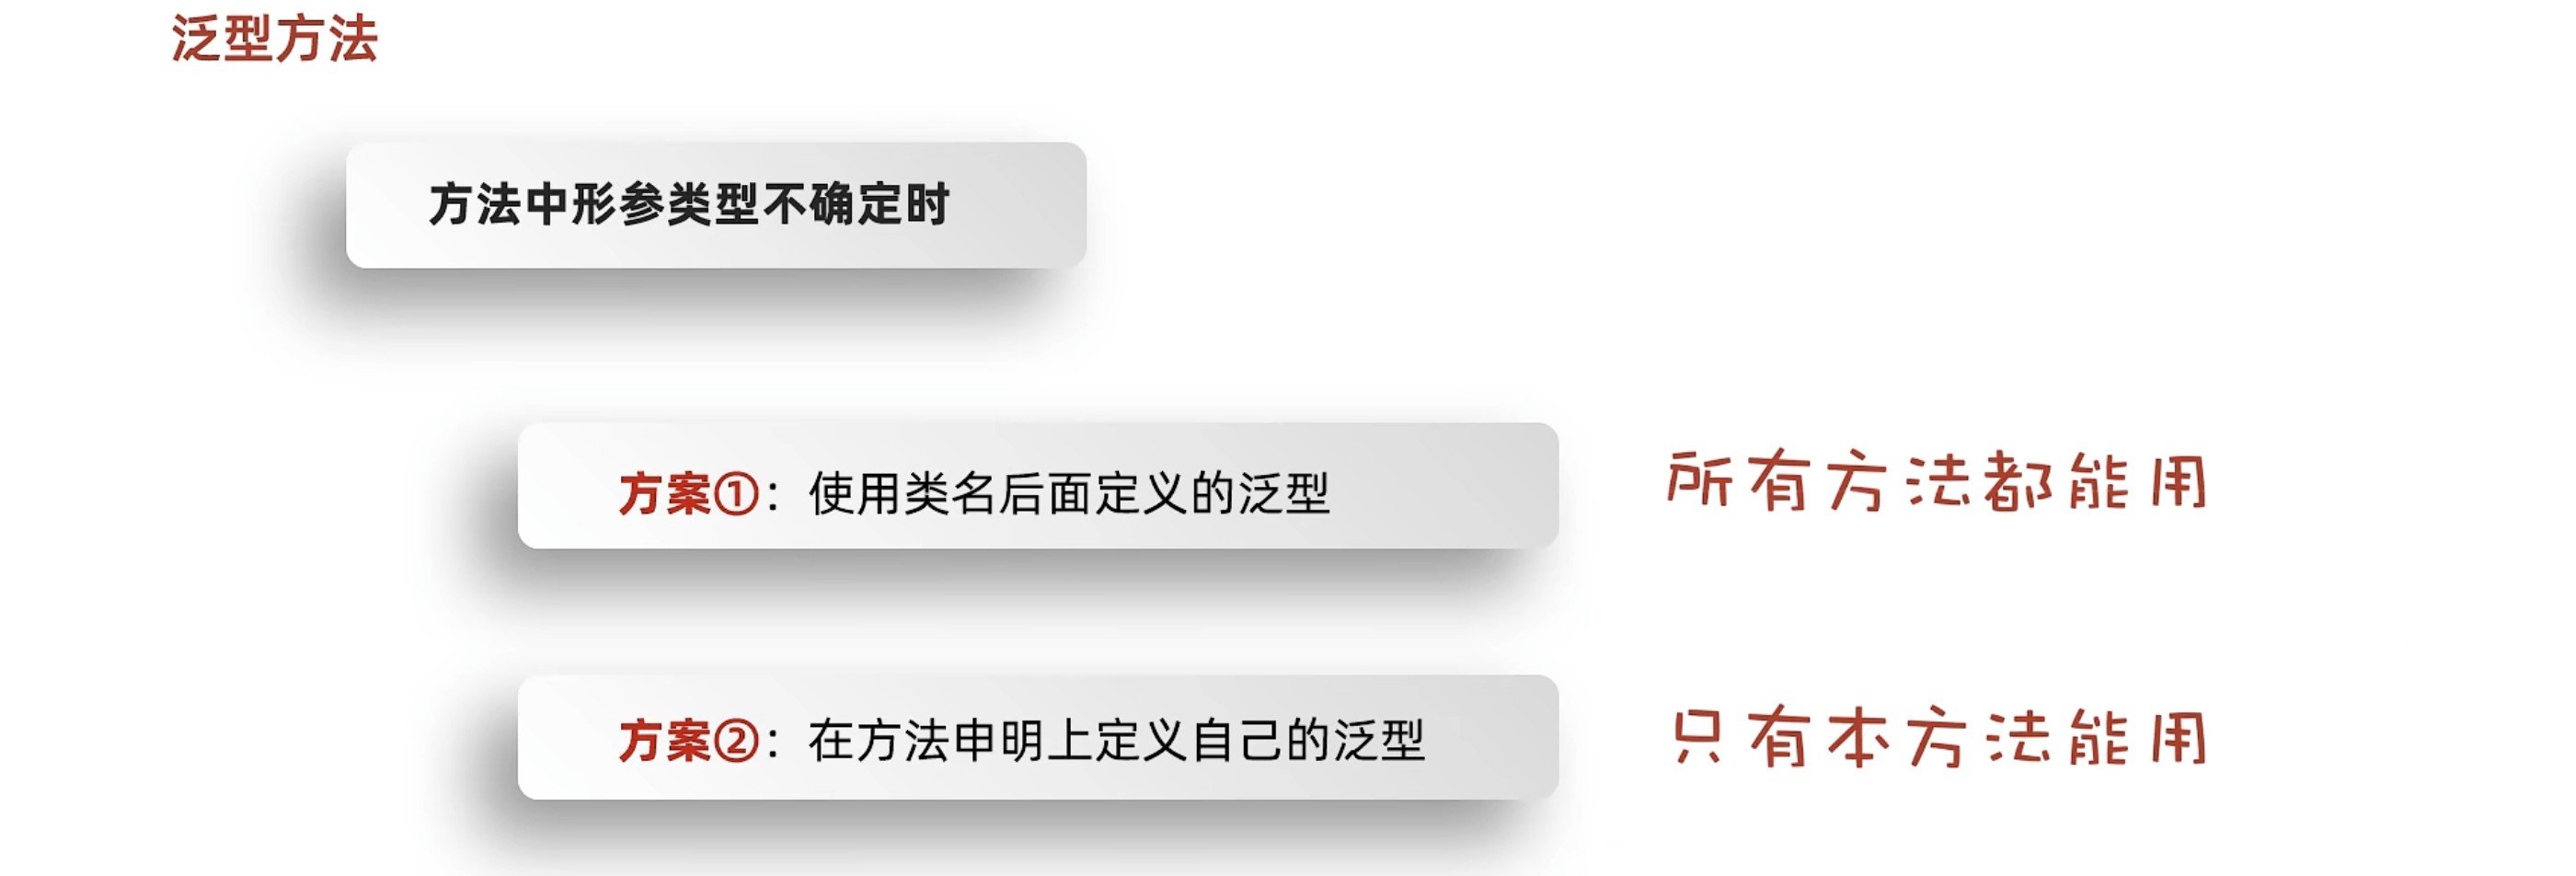 泛型方法
方法中形参类型不确定时
方案①：使用类名后面定义的泛型
所有方法都能用
方案②：在方法申明上定义自己的泛型
只有本方法能用